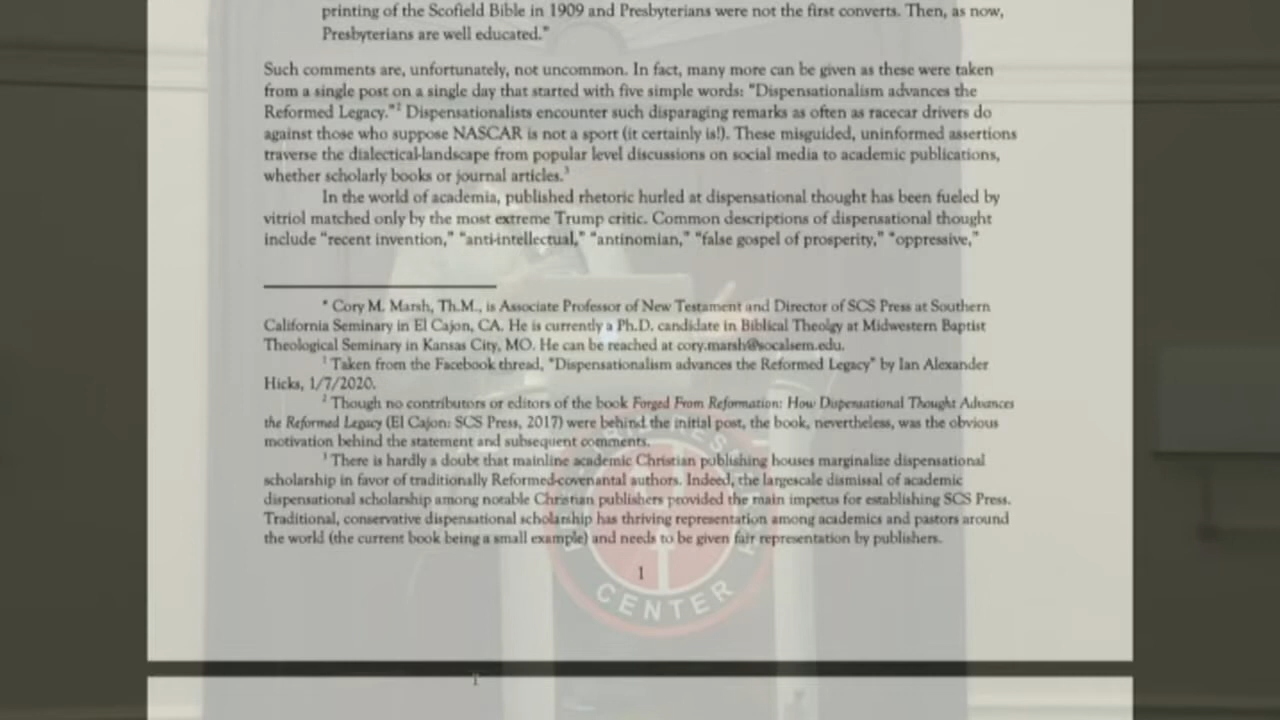 printing of the Scofield Bible in 1909 and Presbyterians were not the first converts. Then, as now,
Presbyterians are well educated."
Such comments are, unfortunately, not uncommon. In fact, many more can be given as these were taken
from a single post on a single day that started with five simple words: "Dispensationalism advances the
Reformed Legacy."² Dispensationalists encounter such disparaging remarks as often as racecar drivers do
against those who suppose NASCAR is not a sport (it certainly is!). These misguided, uninformed assertions
traverse the dialectical-landscape from popular level discussions on social media to academic publications,
whether scholarly books or journal articles.³
In the world of academia, published rhetoric hurled at dispensational thought has been fueled by
vitriol matched only by the most extreme Trump critic. Common descriptions of dispensational thought
include "recent invention," "anti-intellectual," "antinomian," "false gospel of prosperity," "oppressive,"
* Cory M. Marsh, Th.M., is Associate Professor of New Testament and Director of SCS Press at Southern
California Seminary in El Cajon, CA. He is currently a Ph.D. candidate in Biblical Theolgy at Midwestern Baptist
Theological Seminary in Kansas City, MO. He can be reached at cory.marsh@socalsem.edu.
¹ Taken from the Facebook thread, "Dispensationalism advances the Reformed Legacy" by Ian Alexander
Hicks, 1/7/2020.
² Though no contributors or editors of the book Forged From Reformation: How Dispensational Thought Advances
the Reformed Legacy (El Cajon: SCS Press, 2017) were behind the initial post, the book, nevertheless, was the obvious
motivation behind the statement and subsequent comments.
³ There is hardly a doubt that mainline academic Christian publishing houses marginalize dispensational
scholarship in favor of traditionally Reformed-covenantal authors. Indeed, the largescale dismissal of academic
dispensational scholarship among notable Christian publishers provided the main impetus for establishing SCS Press.
Traditional, conservative dispensational scholarship has thriving representation among academics and pastors around
the world (the current book being a small example) and needs to be given fair representation by publishers.
1
CENTER